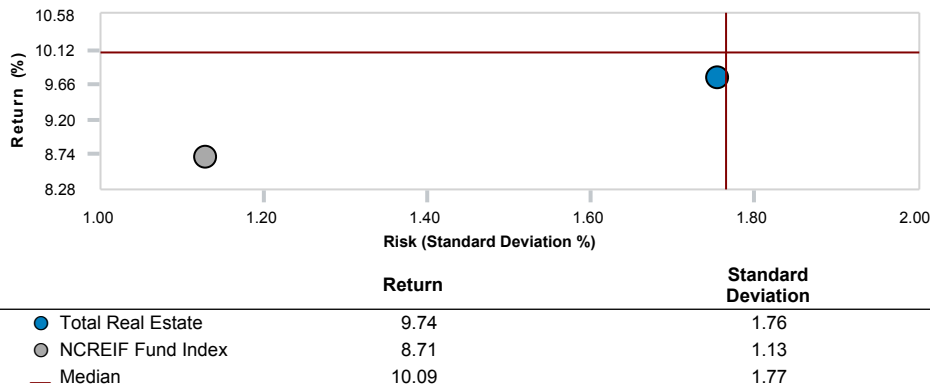 10.58
10.12
9.66
9.20
8.74
8.28
Return (%)
1.00 1.20 1.40 1.60 1.80 2.00
Risk (Standard Deviation %)
Return Standard Deviation
Total Real Estate 9.74 1.76
NCREIF Fund Index 8.71 1.13
Median 10.09 1.77